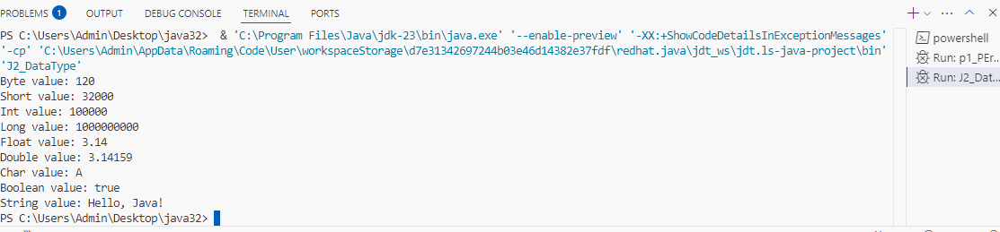 PROBLEMS 1 OUTPUT DEBUG CONSOLE TERMINAL PORTS
PS C:\Users\Admin\Desktop\java32>  & 'C:\Program Files\Java\jdk-23\bin\java.exe' '--enable-preview' '-XX:+ShowCodeDetailsInExceptionMessages'
'-cp' 'C:\Users\Admin\AppData\Roaming\Code\User\workspaceStorage\d7e31342697244b03e46d14382e37fdf\redhat.java\jdt_ws\jdt.ls-java-project\bin'
'J2_DataType'
Byte value: 120
Short value: 32000
Int value: 100000
Long value: 1000000000
Float value: 3.14
Double value: 3.14159
Char value: A
Boolean value: true
String value: Hello, Java!
PS C:\Users\Admin\Desktop\java32>
powershell
Run: p1_PEr...
Run: J2_Dat...